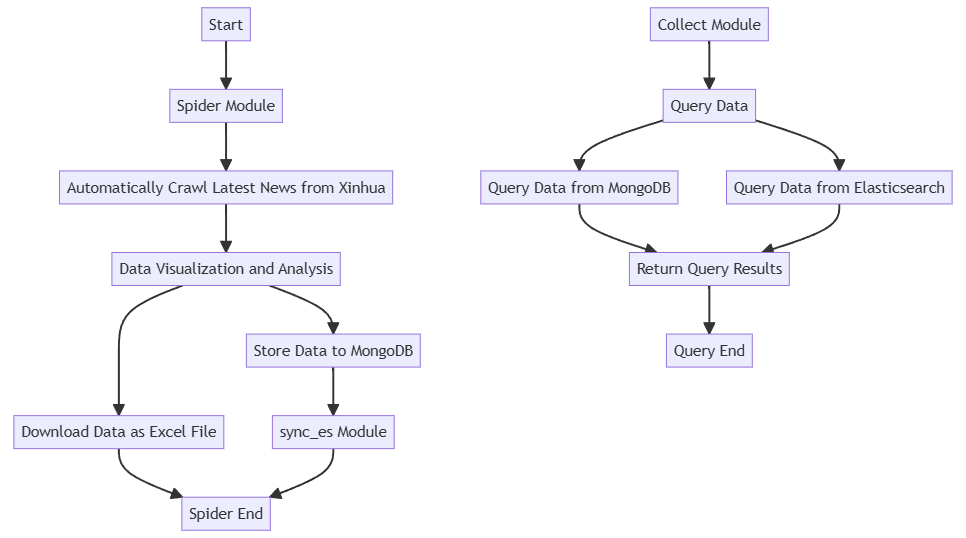 Start
Spider Module
Automatically Crawl Latest News from Xinhua
Data Visualization and Analysis
Store Data to MongoDB
Download Data as Excel File
sync_es Module
Spider End
Collect Module
Query Data
Query Data from MongoDB
Query Data from Elasticsearch
Return Query Results
Query End